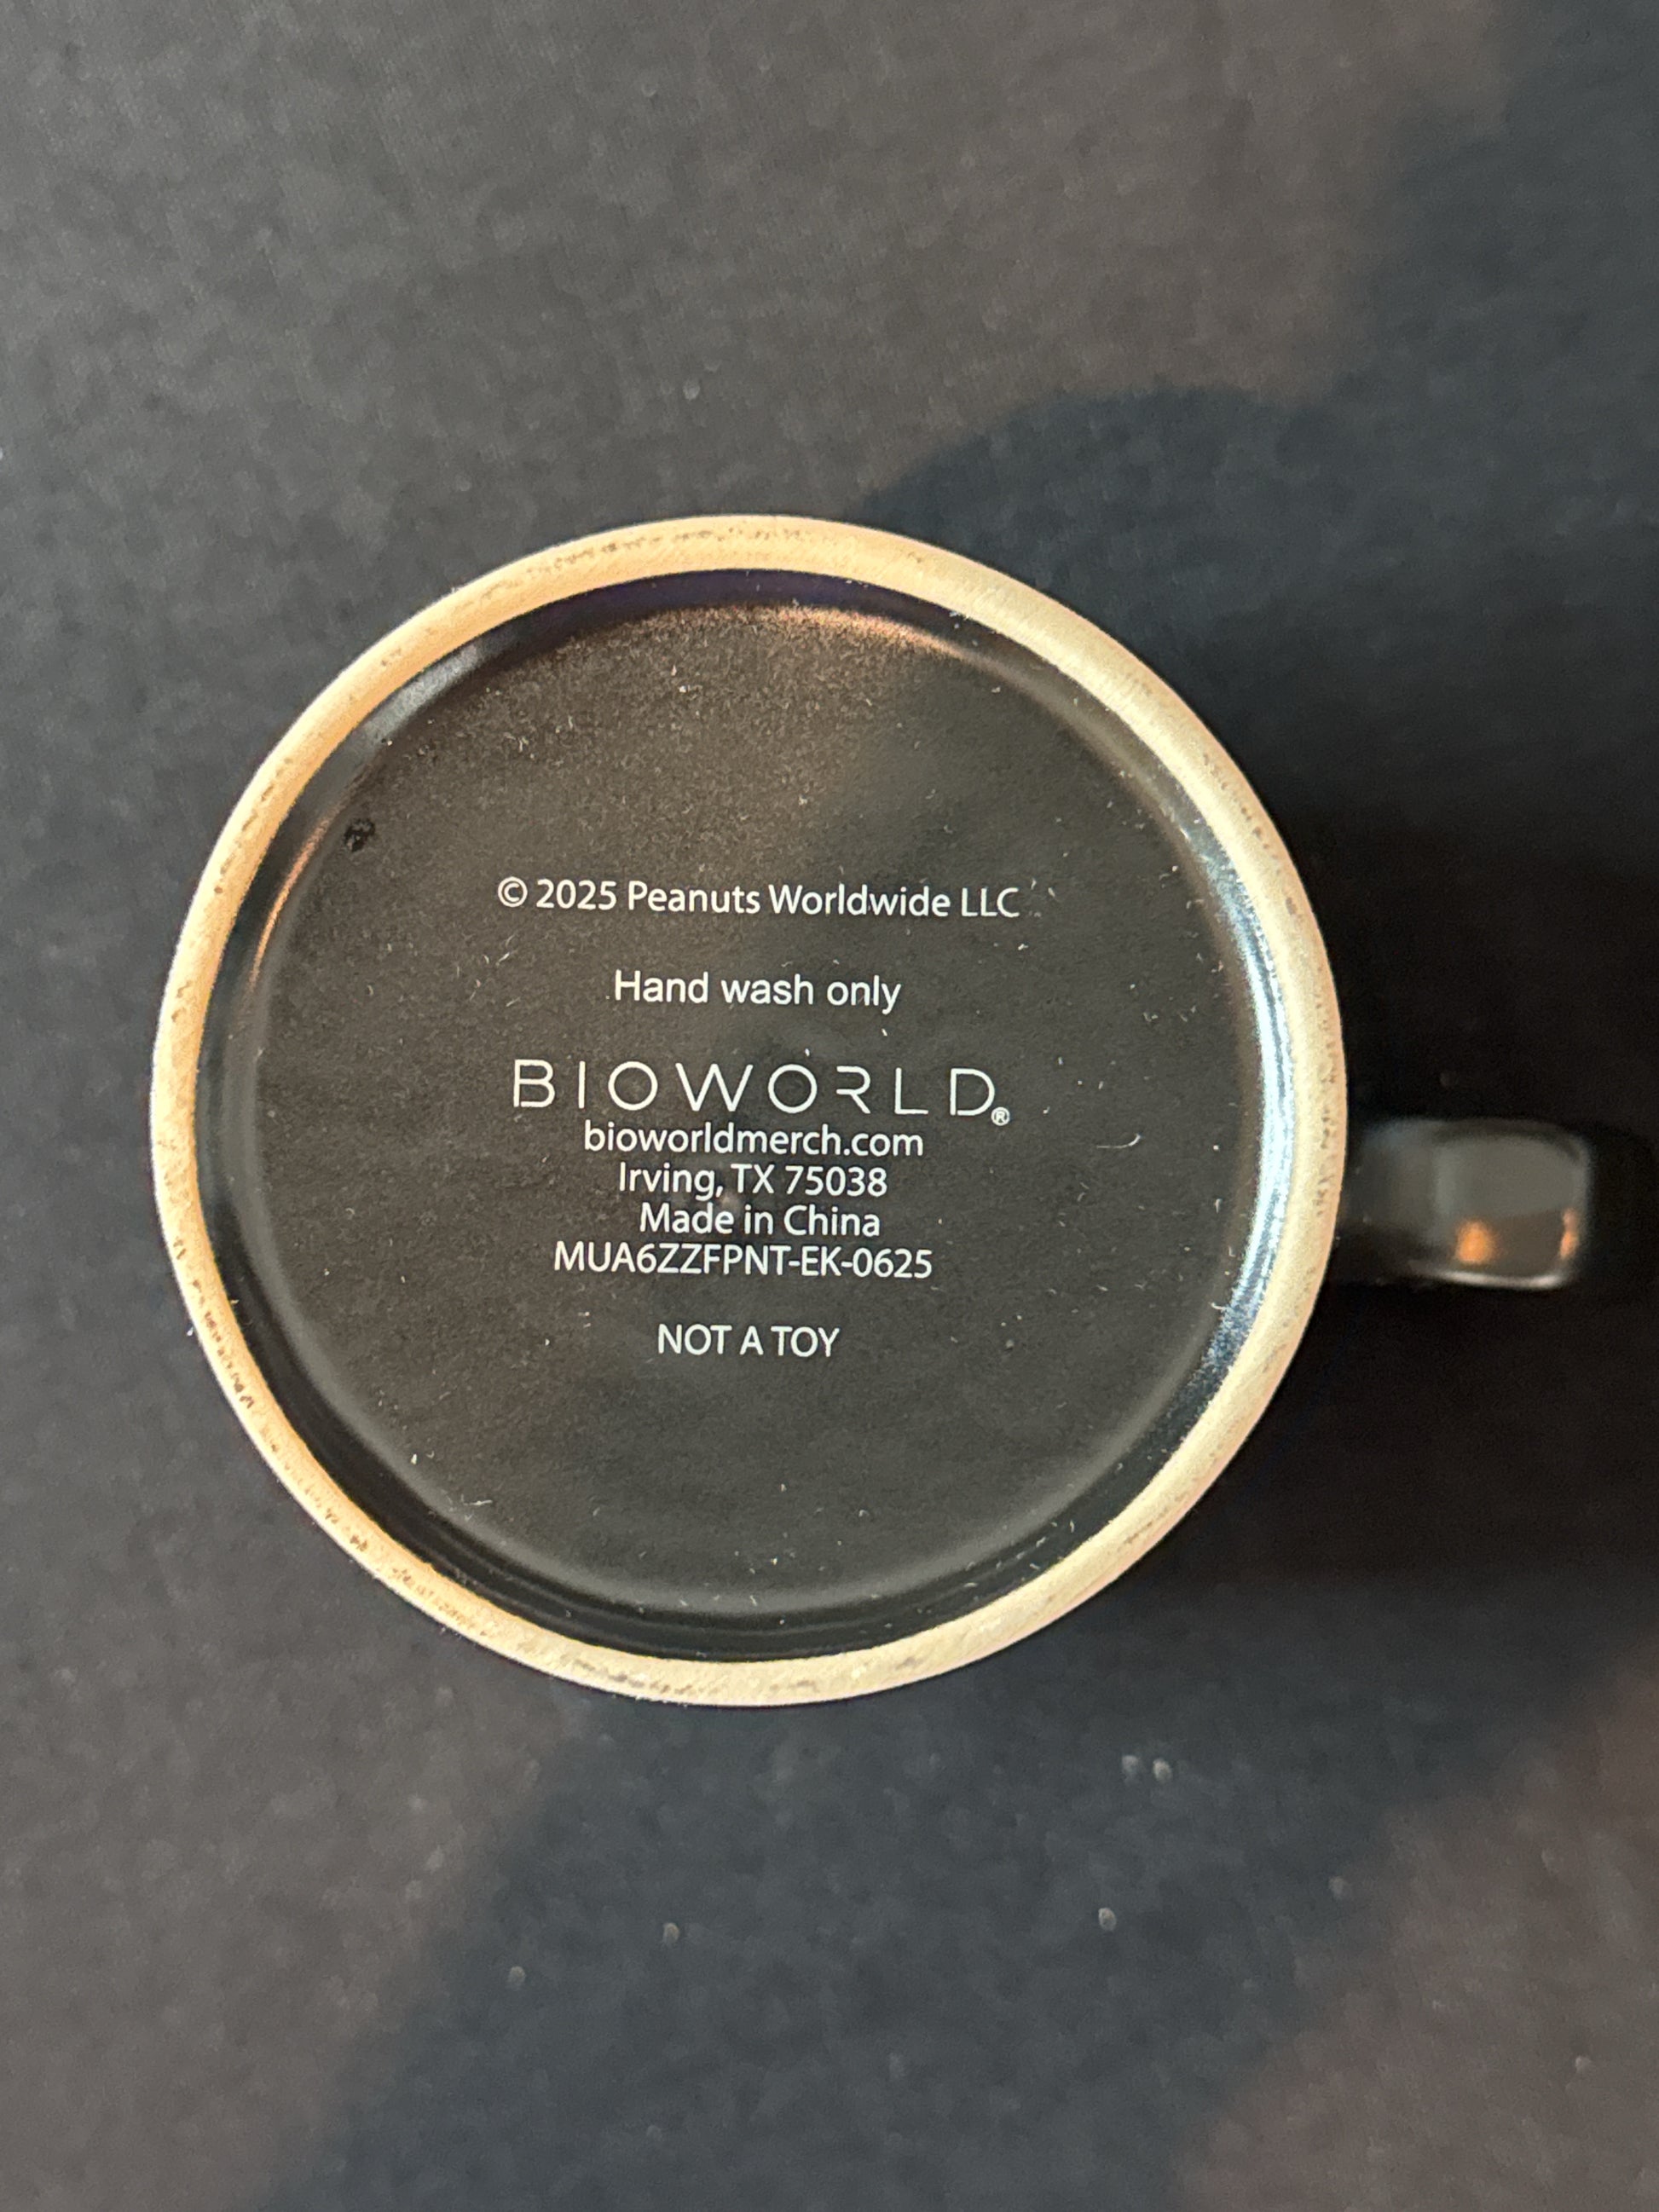 © 2025 Peanuts Worldwide LLC
Hand wash only
BIOWORLD®
bioworldmerch.com
Irving, TX 75038
Made in China
MUA6ZZFPNT-EK-0625
NOT A TOY